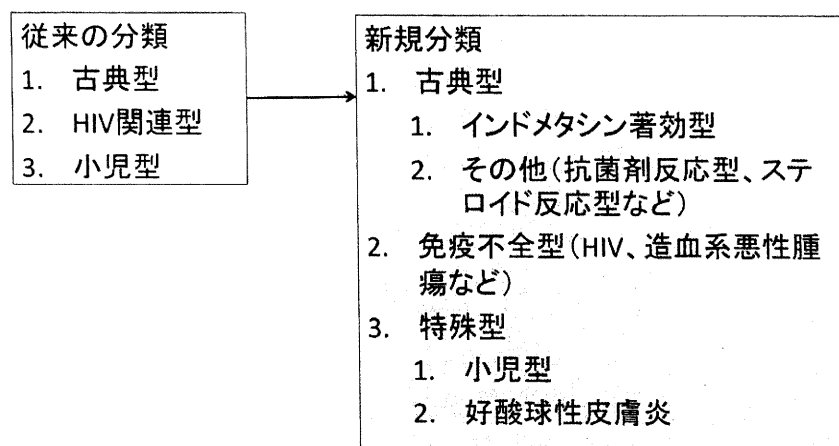 従来の分類
1. 古典型
2. HIV関連型
3. 小児型
新規分類
1. 古典型
1. インドメタシン著効型
2. その他（抗菌剤反応型、ステ
ロイド反応型など）
2. 免疫不全型（HIV、造血系悪性腫
瘍など）
3. 特殊型
1. 小児型
2. 好酸球性皮膚炎